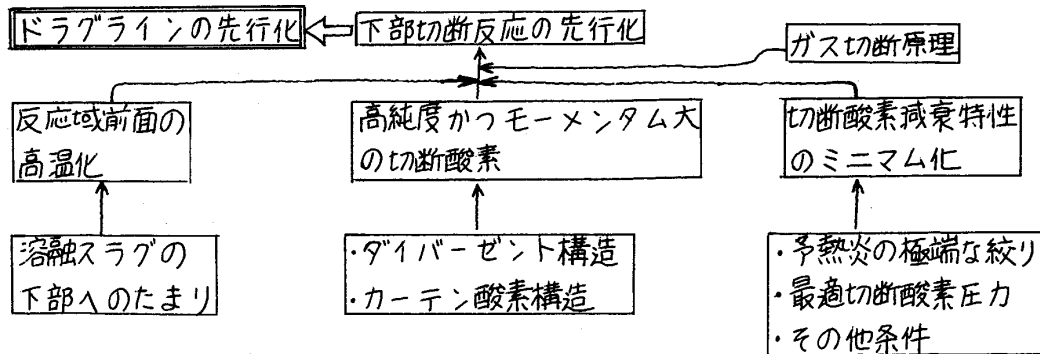 ドラグラインの先行化
下部切断反応の先行化
ガス切断原理
反応域前面の
高温化
高純度かつモーメンタム大
の切断酸素
切断酸素減衰特性
のミニマム化
溶融スラグの
下部へのたまり
・ダイバーゼント構造
・カーテン酸素構造
・予熱炎の極端な絞り
・最適切断酸素圧力
・その他条件